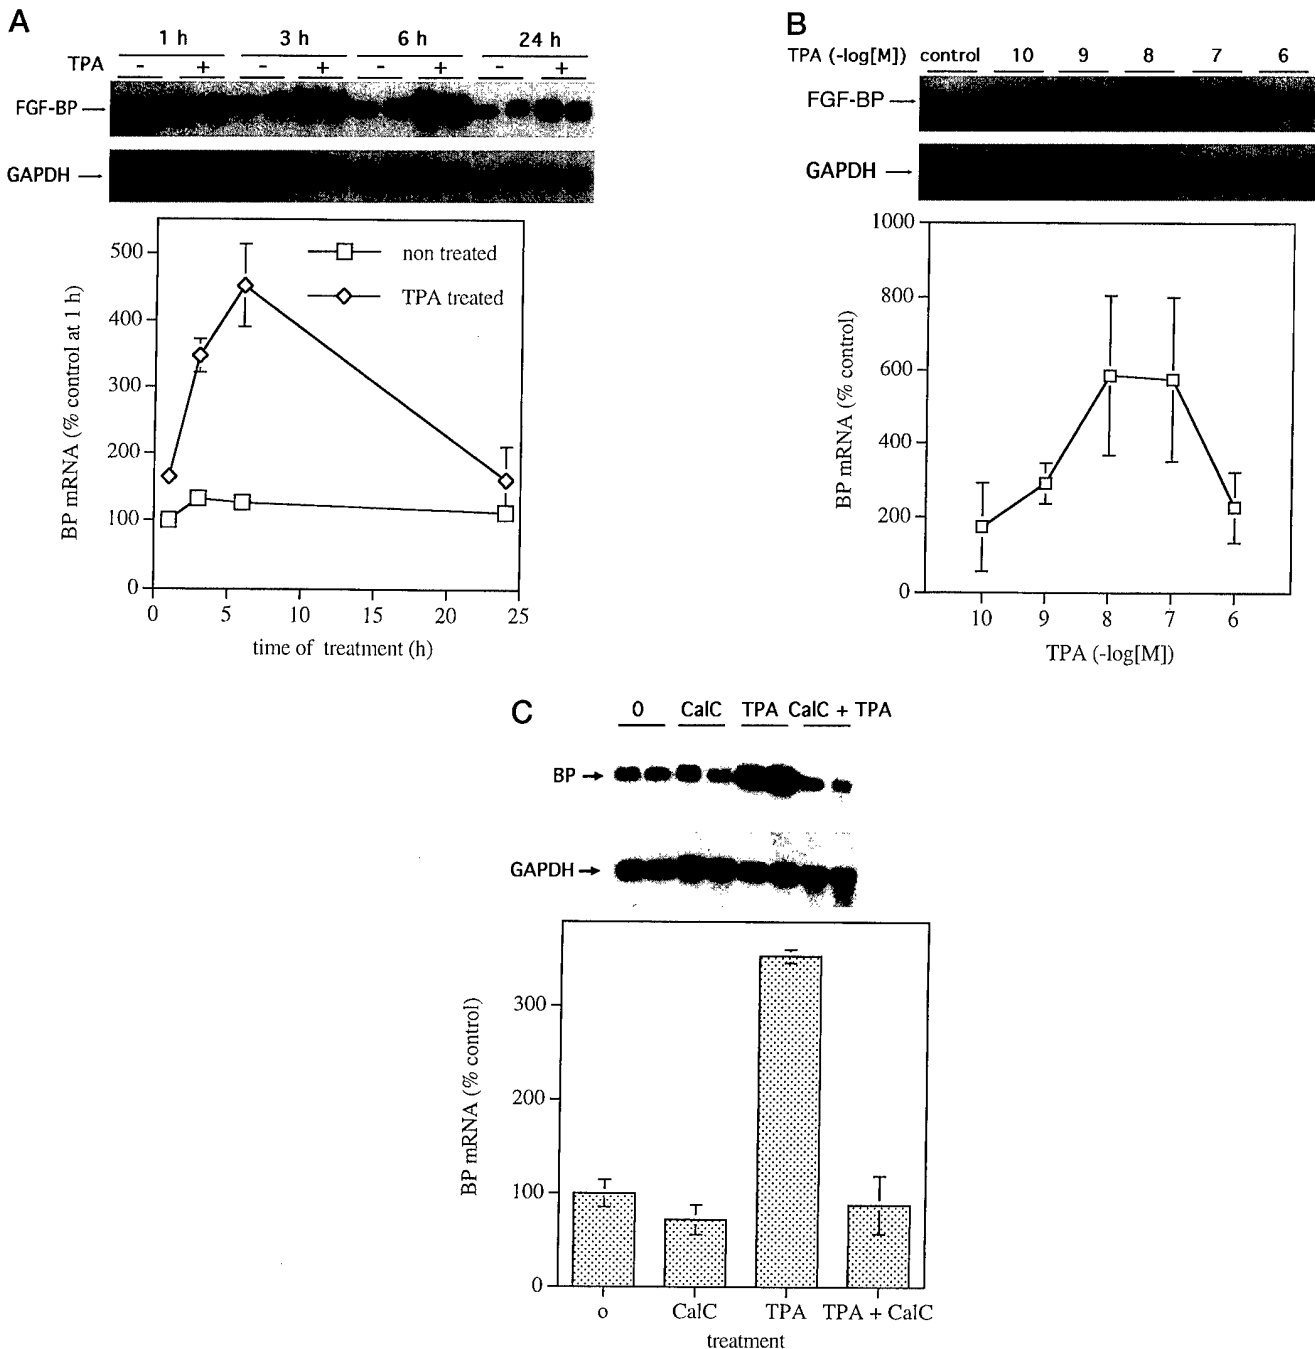 A
1 h 3 h 6 h 24 h
TPA - + - + - + - +
FGF-BP
GAPDH
BP mRNA (% control at 1 h)
500
400
300
200
100
0
non treated
TPA treated
0 5 10 15 20 25
time of treatment (h)
B
TPA (-log[M]) control 10 9 8 7 6
FGF-BP
GAPDH
BP mRNA (% control)
1000
800
600
400
200
0
10 9 8 7 6
TPA (-log[M])
C
0 CalC TPA CalC + TPA
BP
GAPDH
BP mRNA (% control)
300
200
100
0
o CalC TPA TPA + CalC
treatment